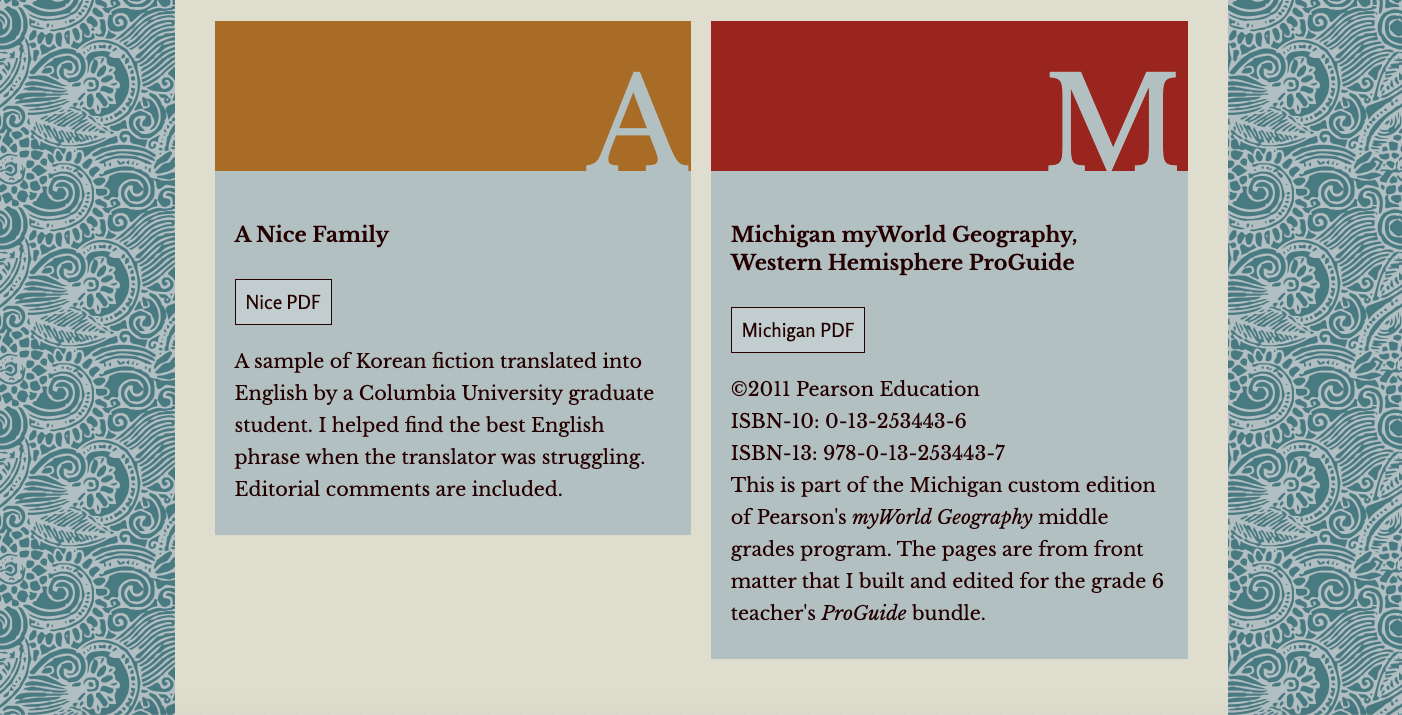 A
A Nice Family
Nice PDF
A sample of Korean fiction translated into
English by a Columbia University graduate
student. I helped find the best English
phrase when the translator was struggling.
Editorial comments are included.
M
Michigan myWorld Geography,
Western Hemisphere ProGuide
Michigan PDF
©2011 Pearson Education
ISBN-10: 0-13-253443-6
ISBN-13: 978-0-13-253443-7
This is part of the Michigan custom edition
of Pearson's myWorld Geography middle
grades program. The pages are from front
matter that I built and edited for the grade 6
teacher's ProGuide bundle.